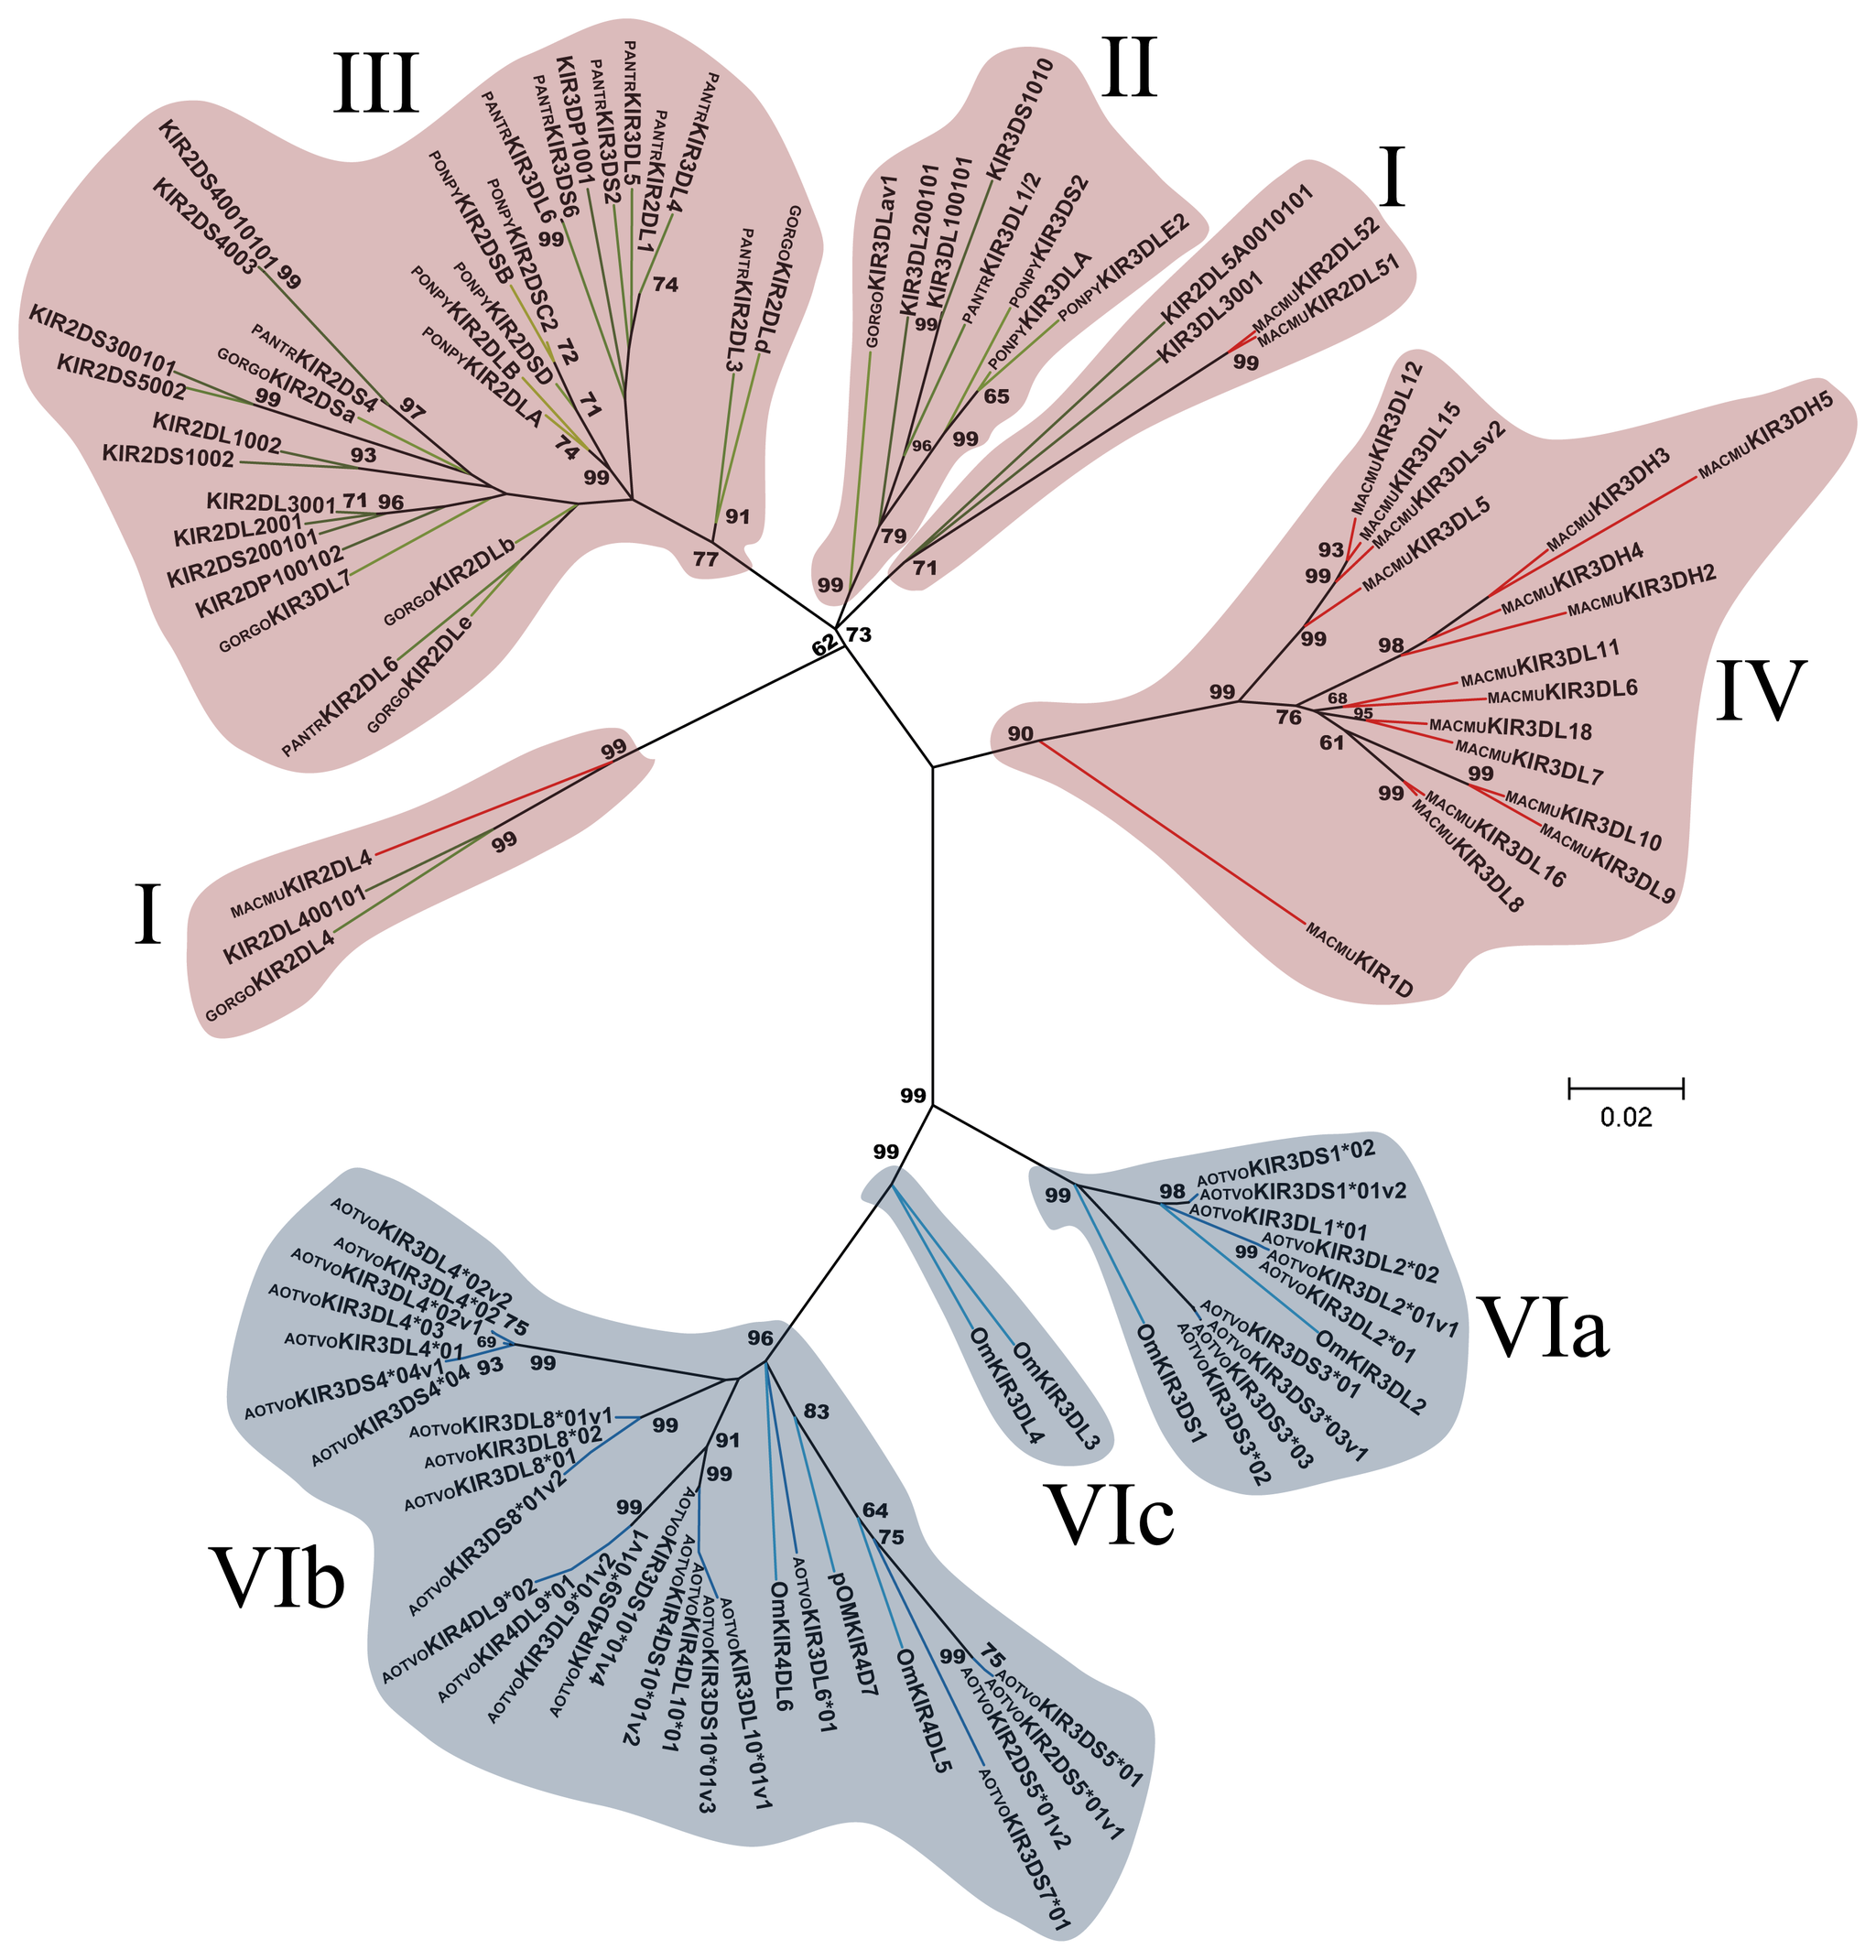 III
II
I
PANTRKIR3DL6
PANTRKIR3DS6
KIR3DP1001
PANTRKIR3DS2
PANTRKIR3DL5
PANTRKIR2DL1
PANTRKIR3DL4
99
74
PANTRKIR2DL3
GORGOKIR2DLd
91
77
PONPYKIR2DSB
PONPYKIR2DSC2
72
PONPYKIR2DSD
71
PONPYKIR2DLB
PONPYKIR2DLA
74
99
KIR2DS40010101
99
KIR2DS4003
PANTRKIR2DS4
97
GORGOKIR2DSa
KIR2DS300101
KIR2DS5002
99
KIR2DL1002
KIR2DS1002
93
KIR2DL3001
71
96
KIR2DL2001
KIR2DS200101
KIR2DP100102
GORGOKIR3DL7
GORGOKIR2DLb
PANTRKIR2DL6
GORGOKIR2DLe
GORGOKIR3DLav1
KIR3DL200101
KIR3DL100101
99
KIR3DS1010
PANTRKIR3DL1/2
96
PONPYKIR3DS2
PONPYKIR3DLA
PONPYKIR3DLE2
65
99
79
99
KIR2DL5A0010101
KIR3DL3001
MACMUKIR2DL52
MACMUKIR2DL51
99
71
62
73
IV
MACMUKIR3DL12
MACMUKIR3DL15
MACMUKIR3DLsv2
MACMUKIR3DL5
93
99
99
MACMUKIR3DH5
MACMUKIR3DH3
MACMUKIR3DH4
MACMUKIR3DH2
98
MACMUKIR3DL11
68
MACMUKIR3DL6
95
MACMUKIR3DL18
MACMUKIR3DL7
99
76
61
99
MACMUKIR3DL10
MACMUKIR3DL9
99
MACMUKIR3DL16
MACMUKIR3DL8
90
MACMUKIR1D
I
99
MACMUKIR2DL4
99
KIR2DL400101
GORGOKIR2DL4
0.02
99
99
VIa
99
98
AOTVOKIR3DS1*02
AOTVOKIR3DS1*01v2
AOTVOKIR3DL1*01
99
AOTVOKIR3DL2*02
AOTVOKIR3DL2*01v1
AOTVOKIR3DL2*01
OmKIR3DL2
AOTVOKIR3DS3*01
AOTVOKIR3DS3*03v1
AOTVOKIR3DS3*03
AOTVOKIR3DS3*02
OmKIR3DS1
VIc
OmKIR3DL3
OmKIR3DL4
VIb
96
AOTVOKIR3DL4*02v2
AOTVOKIR3DL4*02
75
AOTVOKIR3DL4*02v1
AOTVOKIR3DL4*03
69
AOTVOKIR3DL4*01
AOTVOKIR3DS4*04v1
93
99
AOTVOKIR3DS4*04
AOTVOKIR3DL8*01v1
99
AOTVOKIR3DL8*02
AOTVOKIR3DL8*01
AOTVOKIR3DS8*01v2
91
99
99
AOTVOKIR4DL9*02
AOTVOKIR4DL9*01
AOTVOKIR3DL9*01v2
AOTVOKIR4DS9*01v1
AOTVOKIR3DS10*01v4
AOTVOKIR4DS10*01v2
AOTVOKIR4DL10*01
AOTVOKIR3DS10*01v3
AOTVOKIR3DL10*01v1
OmKIR4DL6
AOTVOKIR3DL6*01
83
pOMKIR4D7
64
75
OmKIR4DL5
99
75
AOTVOKIR3DS5*01
AOTVOKIR2DS5*01v1
AOTVOKIR2DS5*01v2
AOTVOKIR3DS7*01